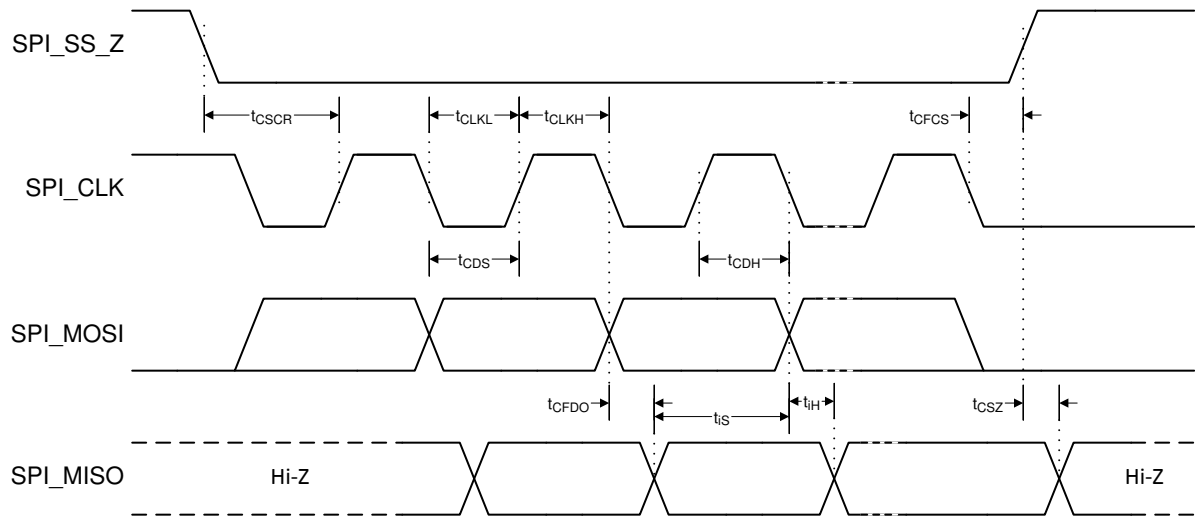 SPI_SS_Z
tCSCR
tCLKL
tCLKH
tCFCS
SPI_CLK
tCDS
tCDH
SPI_MOSI
tCFDO
tiS
tiH
tCSZ
SPI_MISO
Hi-Z
Hi-Z